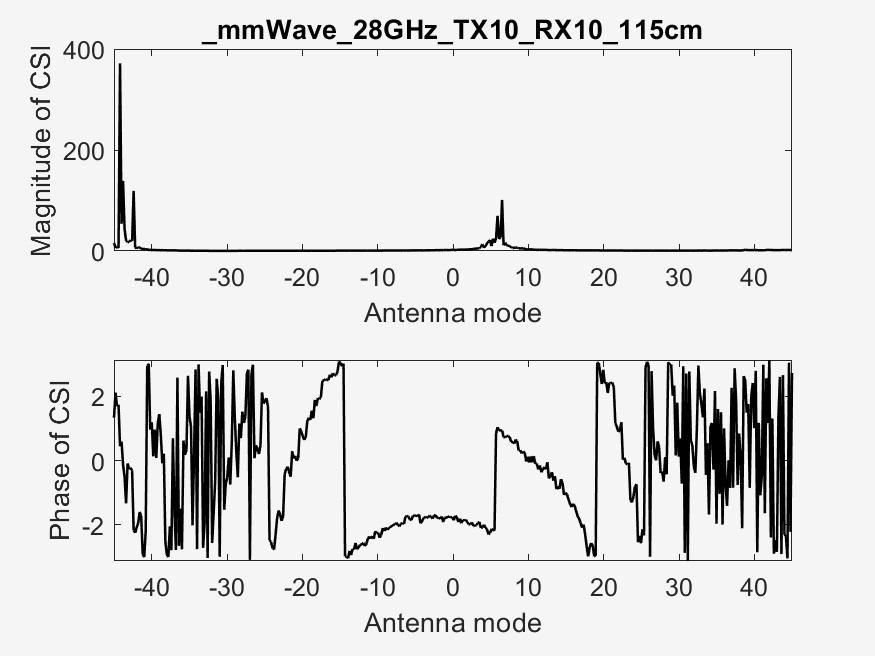 _mmWave_28GHz_TX10_RX10_115cm
400
200
0
Magnitude of CSI
-40 -30 -20 -10 0 10 20 30 40
Antenna mode
2
0
-2
Phase of CSI
-40 -30 -20 -10 0 10 20 30 40
Antenna mode